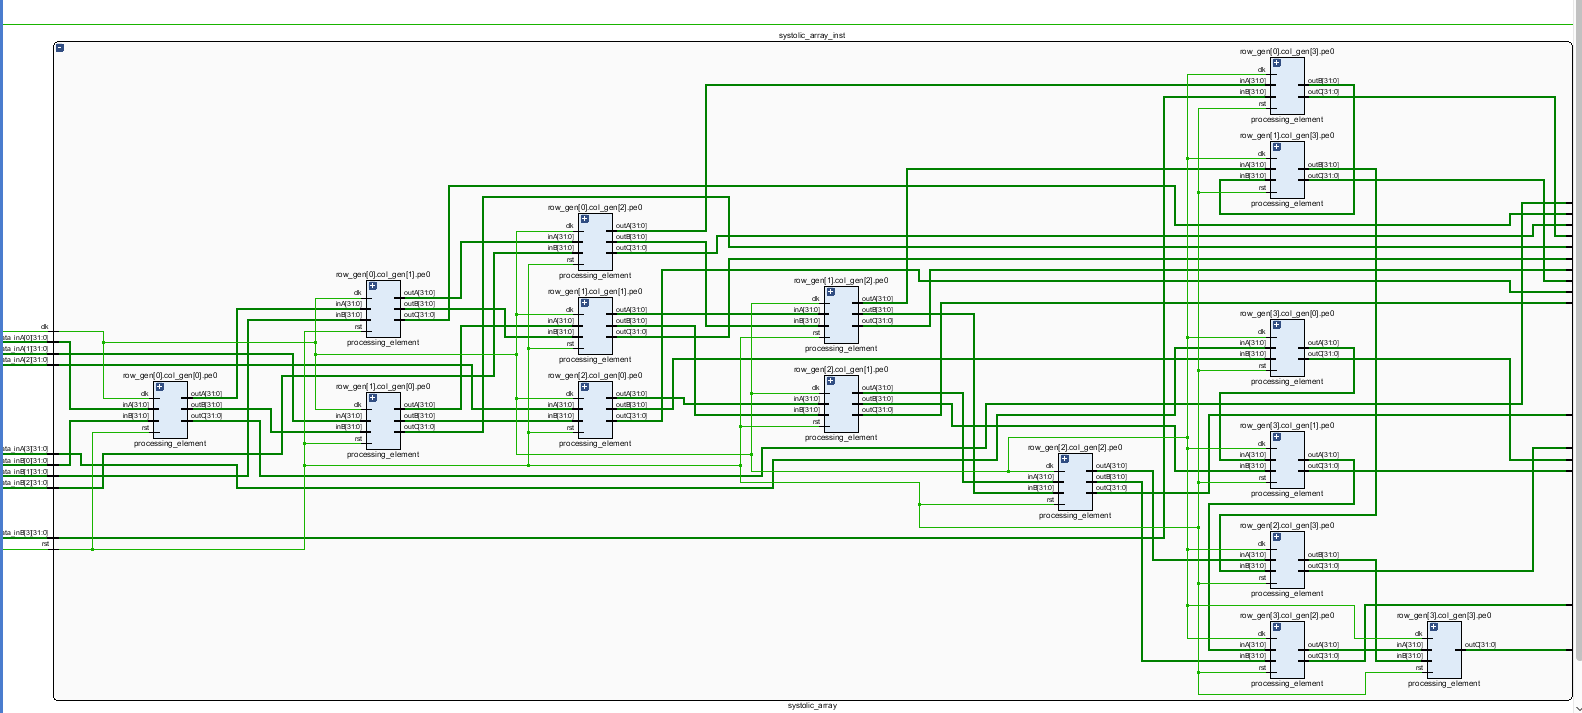 systolic_array_inst
clk
ata_inA[0][31:0]
ata_inA[1][31:0]
ata_inA[2][31:0]
ata_inA[3][31:0]
ata_inB[0][31:0]
ata_inB[1][31:0]
ata_inB[2][31:0]
ata_inB[3][31:0]
rst
row_gen[0].col_gen[0].pe0
clk
inA[31:0]
inB[31:0]
rst
outA[31:0]
outB[31:0]
outC[31:0]
processing_element
row_gen[0].col_gen[1].pe0
clk
inA[31:0]
inB[31:0]
rst
outA[31:0]
outB[31:0]
outC[31:0]
processing_element
row_gen[1].col_gen[0].pe0
clk
inA[31:0]
inB[31:0]
rst
outA[31:0]
outB[31:0]
outC[31:0]
processing_element
row_gen[0].col_gen[2].pe0
clk
inA[31:0]
inB[31:0]
rst
outA[31:0]
outB[31:0]
outC[31:0]
processing_element
row_gen[1].col_gen[1].pe0
clk
inA[31:0]
inB[31:0]
rst
outA[31:0]
outB[31:0]
outC[31:0]
processing_element
row_gen[2].col_gen[0].pe0
clk
inA[31:0]
inB[31:0]
rst
outA[31:0]
outB[31:0]
outC[31:0]
processing_element
row_gen[1].col_gen[2].pe0
clk
inA[31:0]
inB[31:0]
rst
outA[31:0]
outB[31:0]
outC[31:0]
processing_element
row_gen[2].col_gen[1].pe0
clk
inA[31:0]
inB[31:0]
rst
outA[31:0]
outB[31:0]
outC[31:0]
processing_element
row_gen[2].col_gen[2].pe0
clk
inA[31:0]
inB[31:0]
rst
outA[31:0]
outB[31:0]
outC[31:0]
processing_element
row_gen[0].col_gen[3].pe0
clk
inA[31:0]
inB[31:0]
rst
outB[31:0]
outC[31:0]
processing_element
row_gen[1].col_gen[3].pe0
clk
inA[31:0]
inB[31:0]
rst
outB[31:0]
outC[31:0]
processing_element
row_gen[3].col_gen[0].pe0
clk
inA[31:0]
inB[31:0]
rst
outA[31:0]
outC[31:0]
processing_element
row_gen[3].col_gen[1].pe0
clk
inA[31:0]
inB[31:0]
rst
outA[31:0]
outC[31:0]
processing_element
row_gen[2].col_gen[3].pe0
clk
inA[31:0]
inB[31:0]
rst
outB[31:0]
outC[31:0]
processing_element
row_gen[3].col_gen[2].pe0
clk
inA[31:0]
inB[31:0]
rst
outA[31:0]
outC[31:0]
processing_element
row_gen[3].col_gen[3].pe0
clk
inA[31:0]
inB[31:0]
rst
outC[31:0]
processing_element
systolic_array